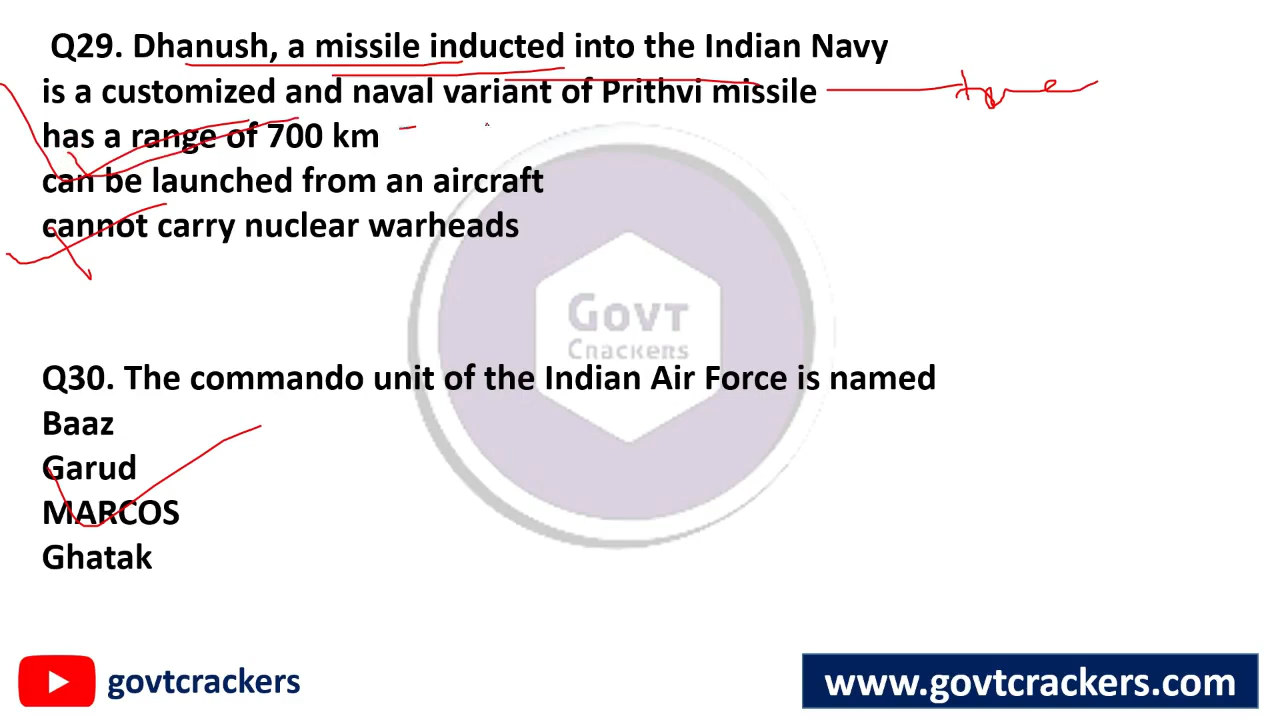 Q29. Dhanush, a missile inducted into the Indian Navy
is a customized and naval variant of Prithvi missile
has a range of 700 km
can be launched from an aircraft
cannot carry nuclear warheads
Govt
Crackers
Q30. The commando unit of the Indian Air Force is named
Baaz
Garud
MARCOS
Ghatak
govtcrackers
www.govtcrackers.com